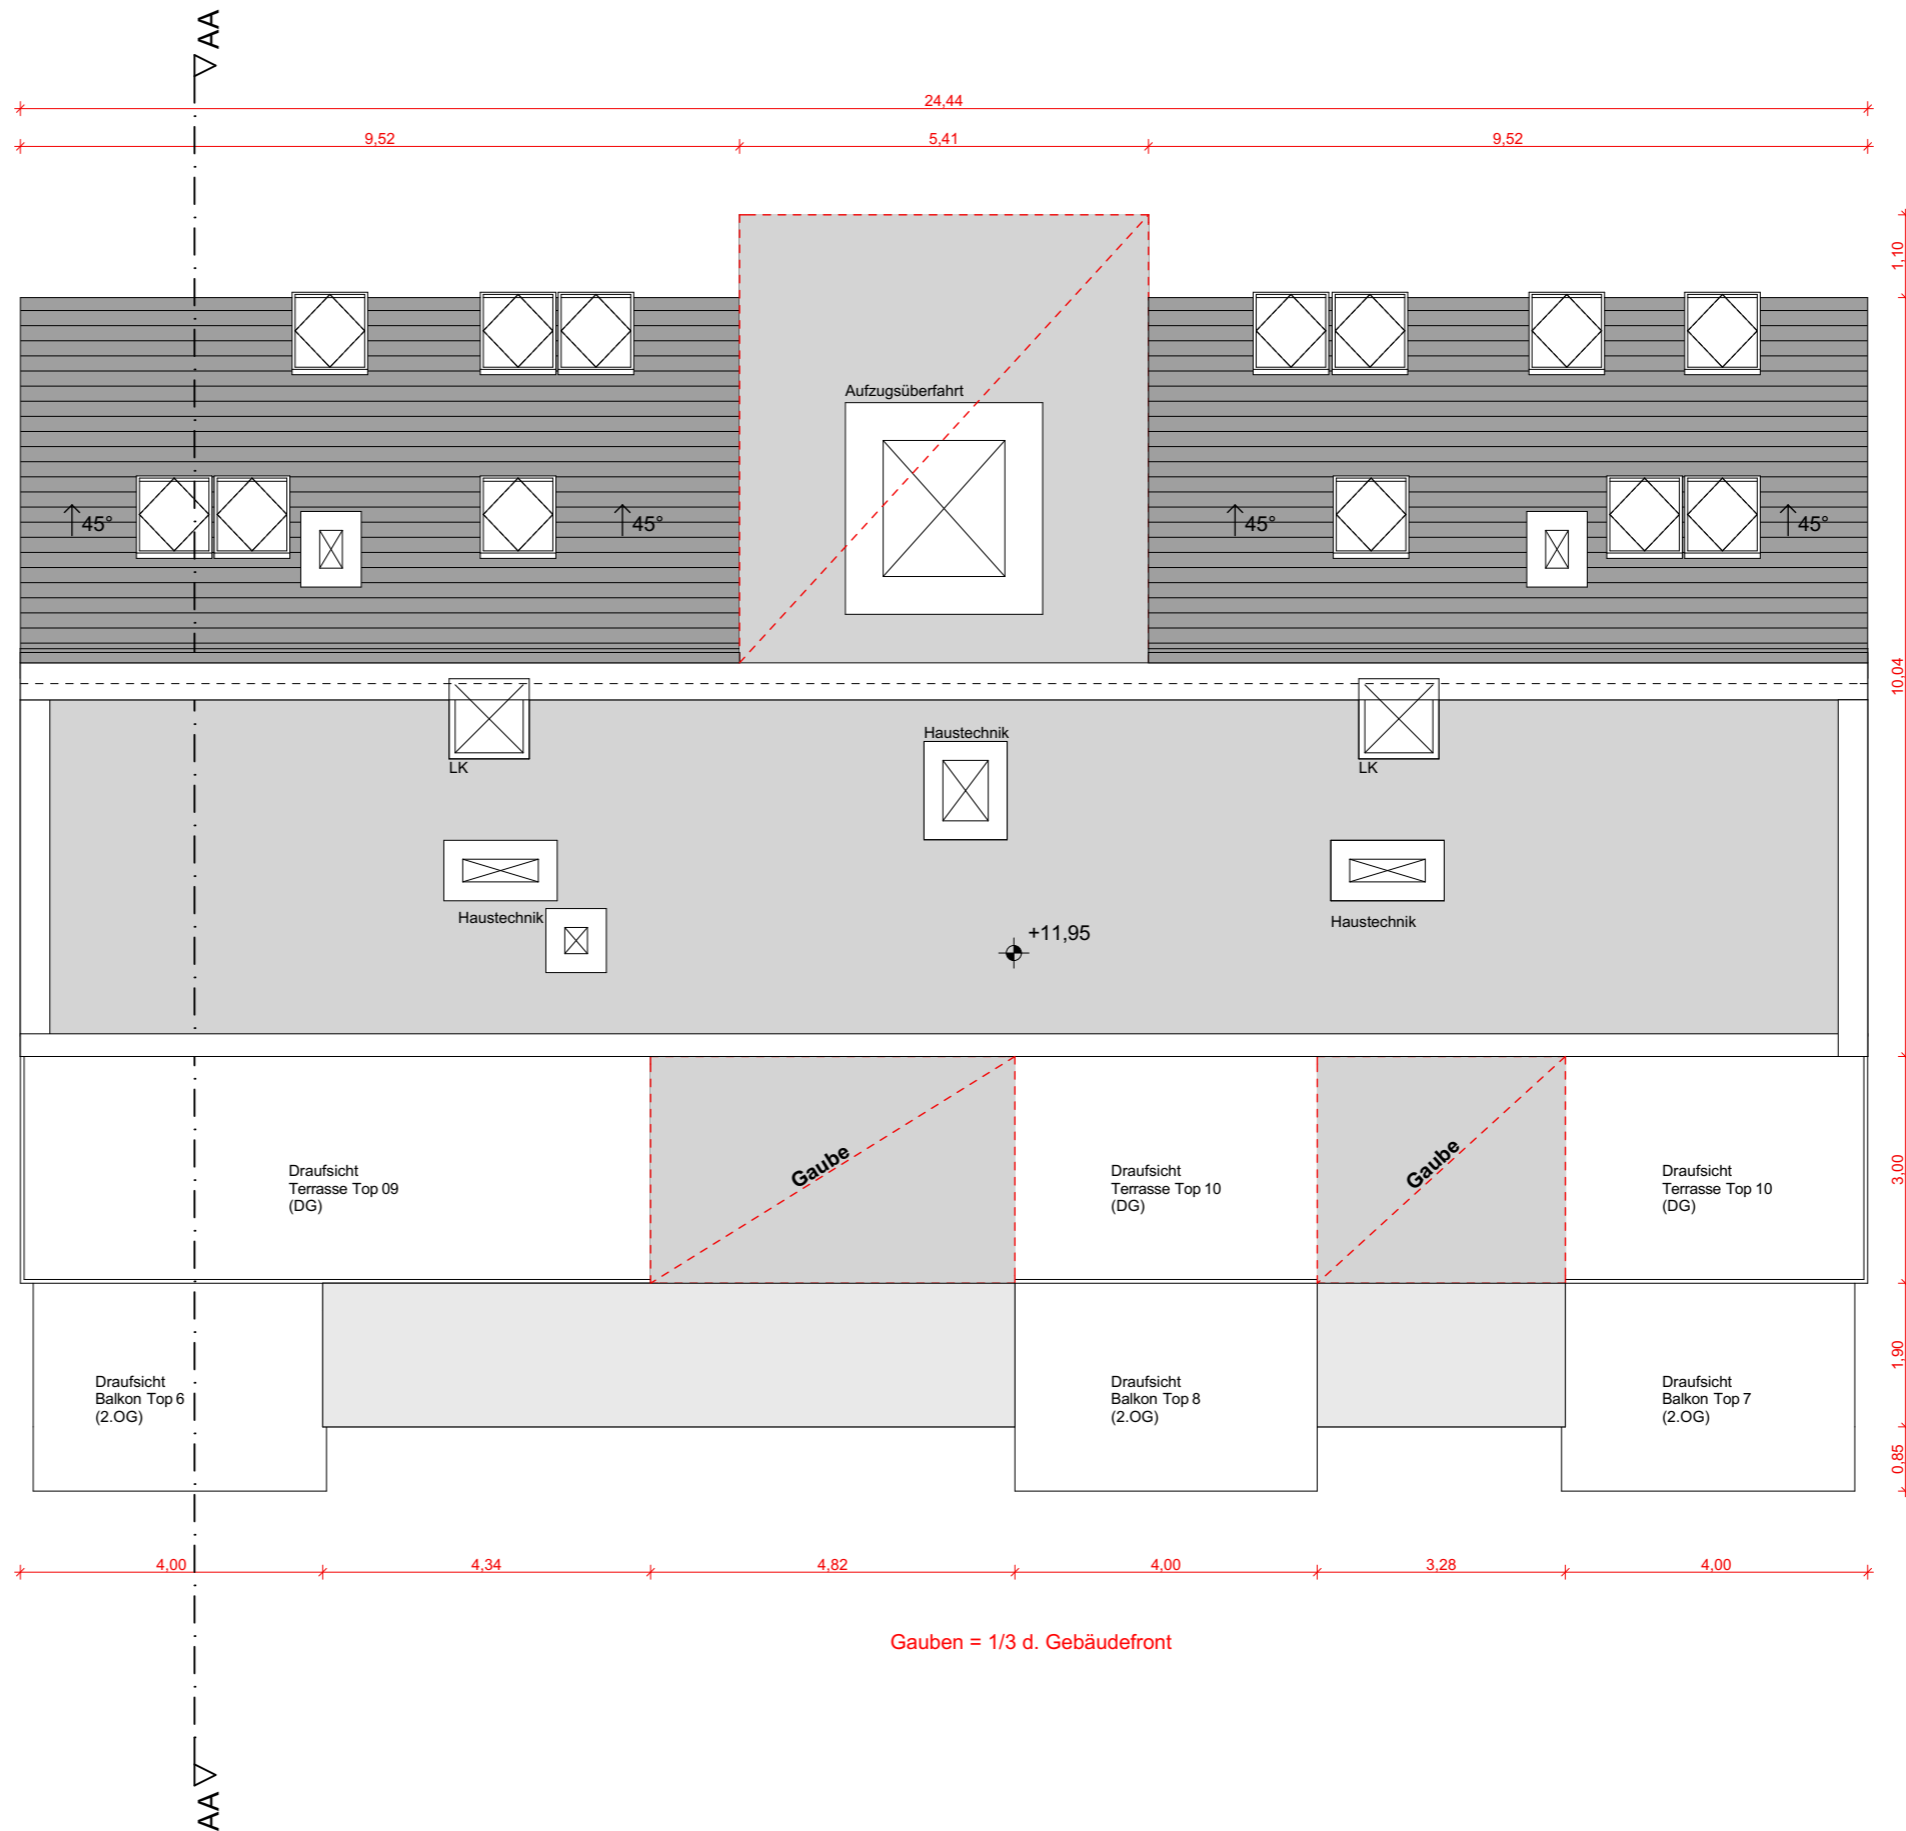 AA
24,44
9,52
5,41
9,52
1,10
Aufzugsüberfahrt
45°
45°
45°
45°
10,04
LK
Haustechnik
LK
Haustechnik
Haustechnik
+11,95
Gaube
Gaube
Draufsicht
Terrasse Top 09
(DG)
Draufsicht
Terrasse Top 10
(DG)
Draufsicht
Terrasse Top 10
(DG)
3,00
Draufsicht
Balkon Top 6
(2.OG)
Draufsicht
Balkon Top 8
(2.OG)
Draufsicht
Balkon Top 7
(2.OG)
1,90
0,85
4,00
4,34
4,82
4,00
3,28
4,00
Gauben = 1/3 d. Gebäudefront
AA